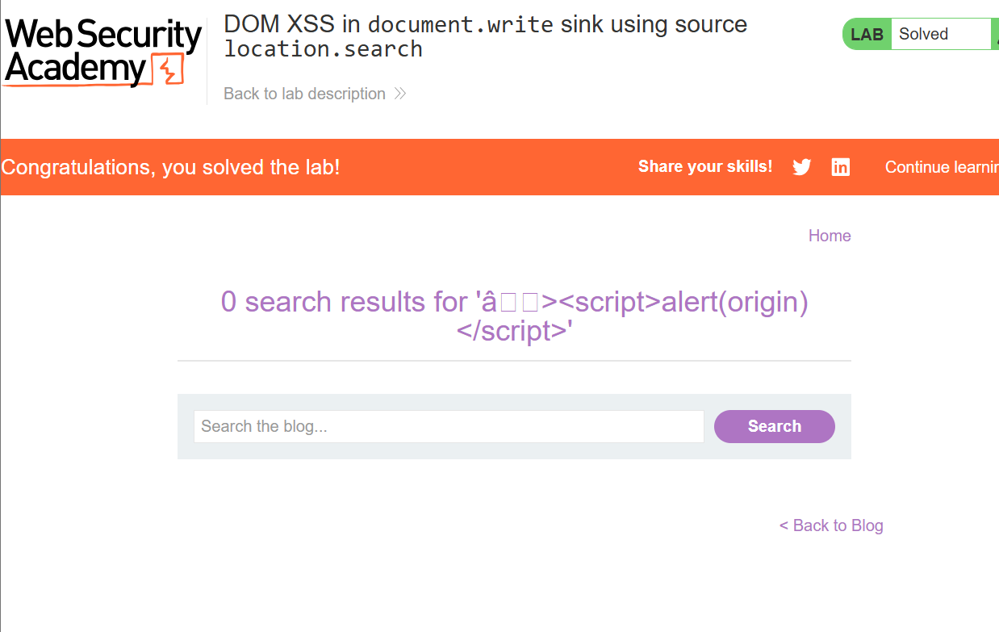 Web Security
Academy
DOM XSS in document.write sink using source
location.search
Back to lab description
LAB Solved
Congratulations, you solved the lab!
Share your skills!
Continue learnin
Home
0 search results for 'â□□><script>alert(origin)
</script>'
Search the blog...
Search
< Back to Blog